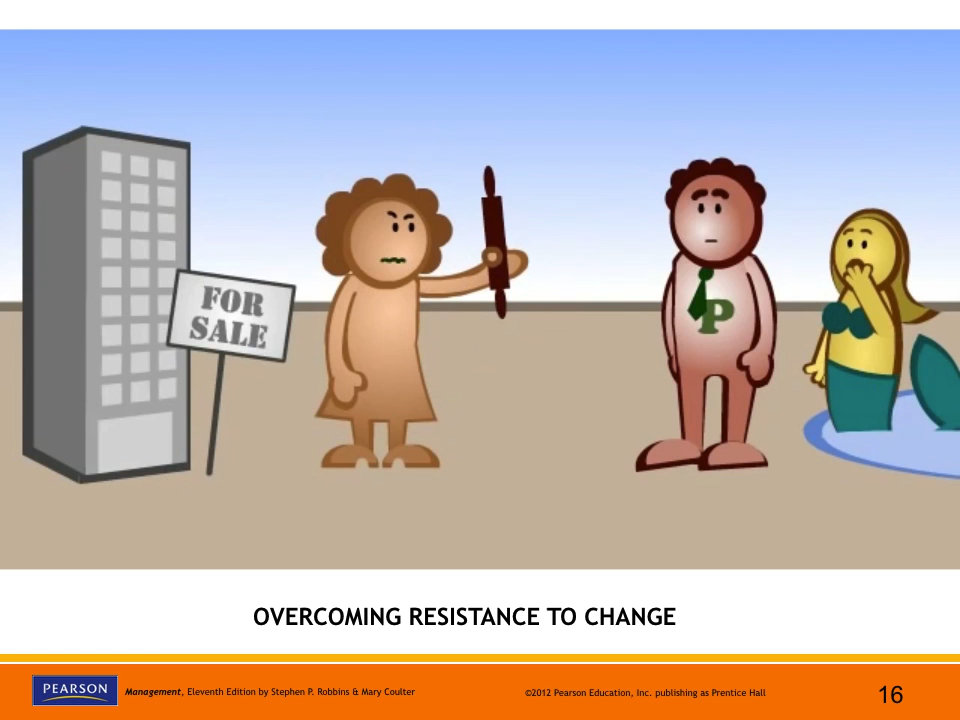 FOR
SALE
P
OVERCOMING RESISTANCE TO CHANGE
PEARSON
Management, Eleventh Edition by Stephen P. Robbins & Mary Coulter
©2012 Pearson Education, Inc. publishing as Prentice Hall
16